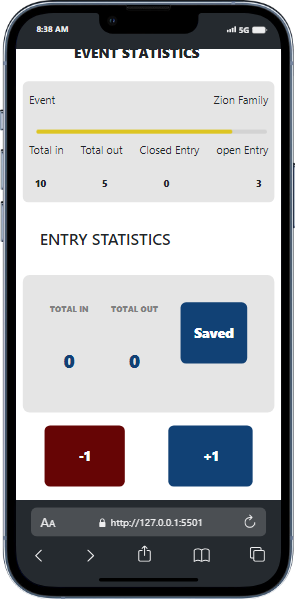 8:38 AM 5G
EVENT STATISTICS
Event Zion Family
Total in Total out Closed Entry open Entry
10 5 0 3
ENTRY STATISTICS
TOTAL IN TOTAL OUT
Saved
0 0
-1 +1
AA http://127.0.0.1:5501